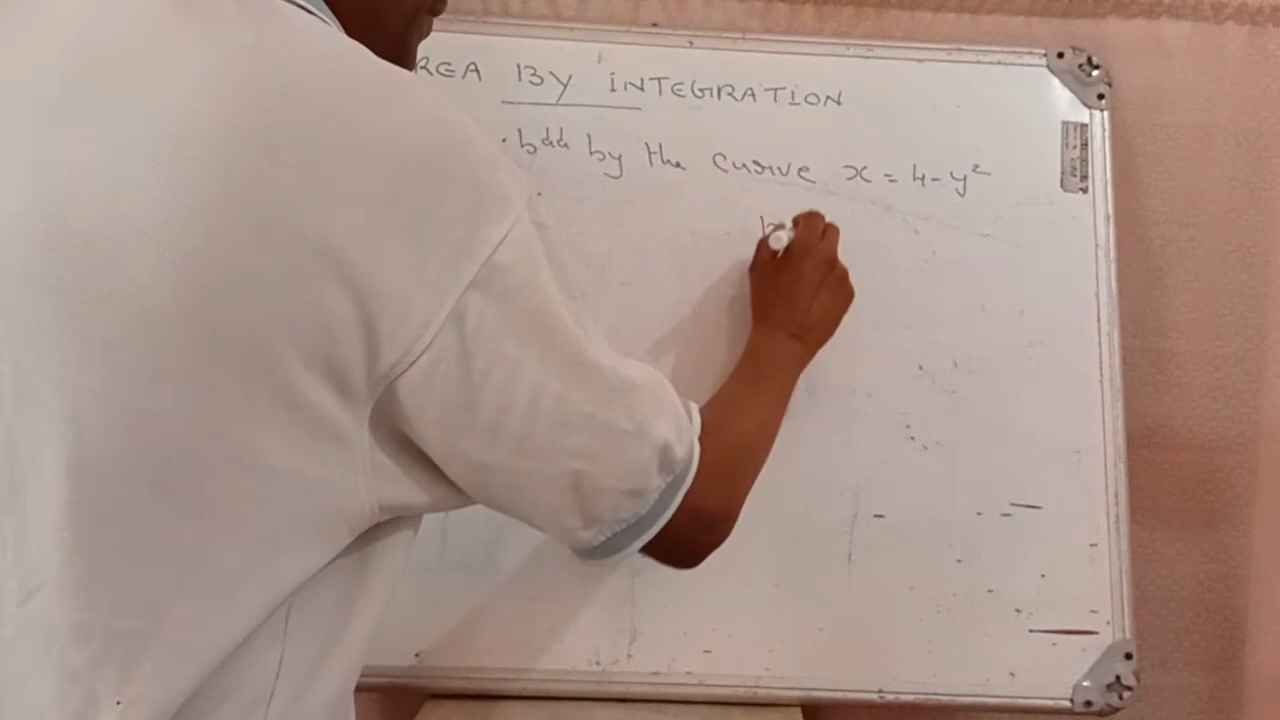 REA BY INTEGRATION
. bdd by the curve x = 4 - y²